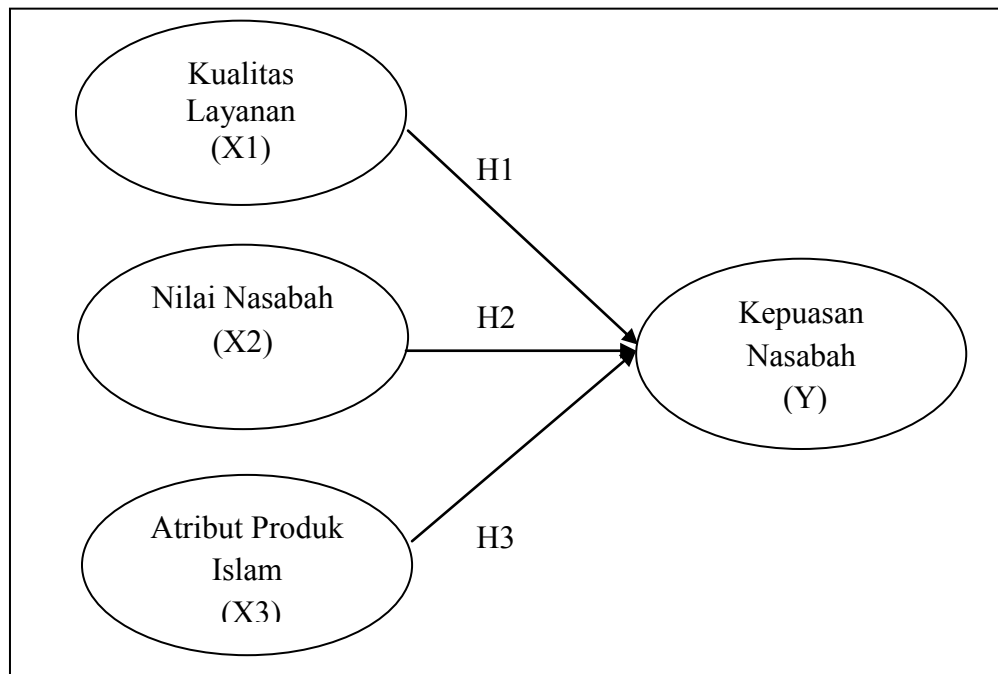 Kualitas
Layanan
(X1)
H1
Nilai Nasabah
(X2)
H2
Kepuasan
Nasabah
(Y)
Atribut Produk
Islam
(X3)
H3